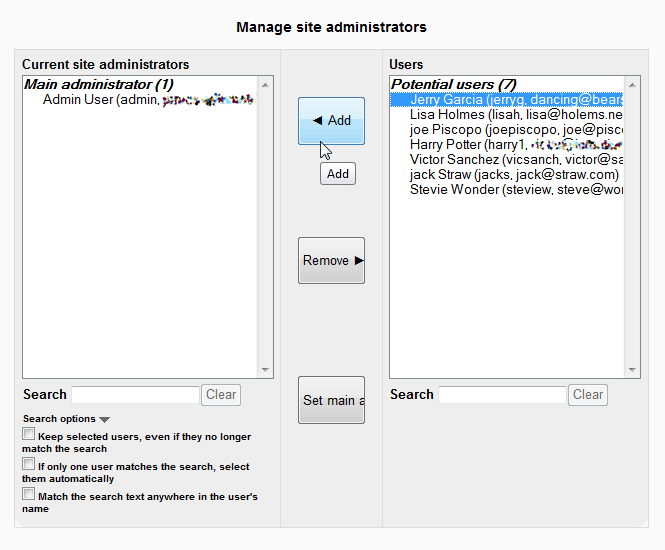 Manage site administrators
Current site administrators
Main administrator (1)
Admin User (admin,
Search
Clear
Search options
Keep selected users, even if they no longer
match the search
If only one user matches the search, select
them automatically
Match the search text anywhere in the user's
name
◄ Add
Add
Remove ►
Set main a
Users
Potential users (7)
Jerry Garcia (jerryg, dancing@bears
Lisa Holmes (lisah, lisa@holems.ne
joe Piscopo (joepiscopo, joe@pisc
Harry Potter (harry1,
Victor Sanchez (vicsanch, victor@sa
jack Straw (jacks, jack@straw.com)
Stevie Wonder (steview, steve@wo
Search
Clear